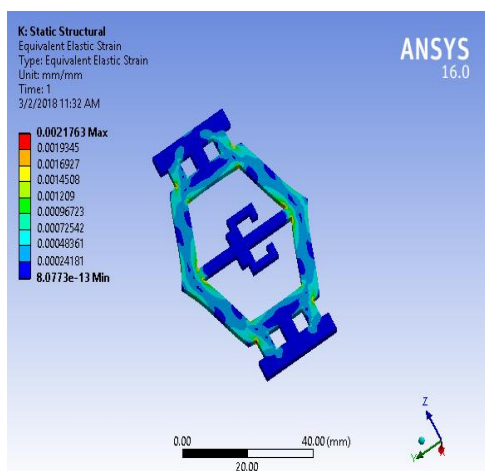 K: Static Structural
Equivalent Elastic Strain
Type: Equivalent Elastic Strain
Unit: mm/mm
Time: 1
3/2/2018 11:32 AM
ANSYS
16.0
0.0021763 Max
0.0019345
0.0016927
0.0014508
0.001209
0.00096723
0.00072542
0.00048361
0.00024181
8.0773e-13 Min
0.00 40.00 (mm)
20.00
Z
Y
X